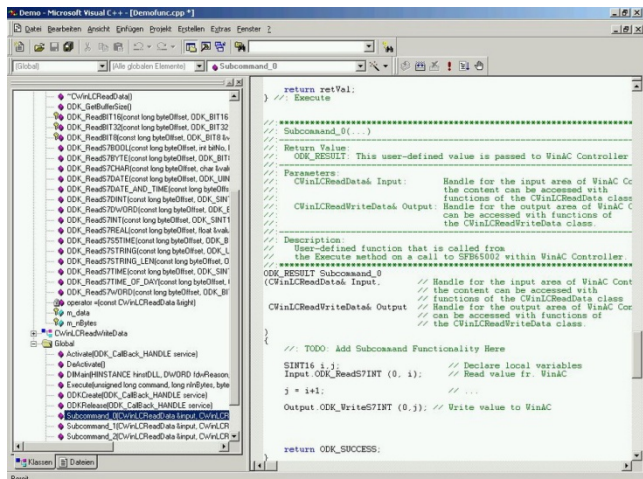 Demo - Microsoft Visual C++ - [Demofunc.cpp *]
Datei Bearbeiten Ansicht Einfügen Projekt Erstellen Extras Fenster ?
[Global]
[Alle globalen Elemente]
Subcommand_0
~CWinLCReadData()
ODK_GetBufferSize()
ODK_ReadBIT16(const long byteOffset, ODK_BIT16
ODK_ReadBIT32(const long byteOffset, ODK_BIT32
ODK_ReadBIT8(const long byteOffset, ODK_BIT8 &v
ODK_ReadS7BOOL(const long byteOffset, int bitNo,
ODK_ReadS7BYTE(const long byteOffset, ODK_BIT
ODK_ReadS7CHAR(const long byteOffset, char &val
ODK_ReadS7DATE(const long byteOffset, ODK_UIN
ODK_ReadS7DATE_AND_TIME(const long byteOffs
ODK_ReadS7DINT(const long byteOffset, ODK_SIN
ODK_ReadS7DWORD(const long byteOffset, ODK_B
ODK_ReadS7INT(const long byteOffset, ODK_SINT1
ODK_ReadS7REAL(const long byteOffset, float &valu
ODK_ReadS7S5TIME(const long byteOffset, ODK_B
ODK_ReadS7STRING(const long byteOffset, ODK_U
ODK_ReadS7STRING_LEN(const long byteOffset, O
ODK_ReadS7TIME(const long byteOffset, ODK_SIN
ODK_ReadS7TIME_OF_DAY(const long byteOffset,
ODK_ReadS7WORD(const long byteOffset, ODK_BI
operator =(const CWinLCReadData &right)
m_data
m_nBytes
CWinLCReadWriteData
Global
Activate(ODK_CallBack_HANDLE service)
DeActivate()
DllMain(HINSTANCE hinstDLL, DWORD fdwReason,
Execute(unsigned long command, long nInBytes, byte
ODKCreate(ODK_CallBack_HANDLE service)
ODKRelease(ODK_CallBack_HANDLE service)
Subcommand_0(CWinLCReadData &input, CWinLCR
Subcommand_1(CWinLCReadData &input, CWinLCR
Subcommand_2(CWinLCReadData &input, CWinLCR
Klassen
Dateien
return retVal;
} //: Execute
//: Subcommand_0(...)
//: Return Value:
//: ODK_RESULT: This user-defined value is passed to WinAC Controller
//: Parameters:
//: CWinLCReadData& Input: Handle for the input area of WinAC C
//: the content can be accessed with
//: functions of the CWinLCReadData class
//: CWinLCReadWriteData& Output: Handle for the output area of WinAC C
//: can be accessed with functions of
//: the CWinLCReadWriteData class.
//: Description:
//: User-defined function that is called from
//: the Execute method on a call to SFB65002 within WinAC Controller.
ODK_RESULT Subcommand_0
(CWinLCReadData& Input, // Handle for the input area of WinAC Cont
// the content can be accessed with
// functions of the CWinLCReadData class
CWinLCReadWriteData& Output // Handle for the output area of WinAC Con
// can be accessed with functions of
// the CWinLCReadWriteData class.
)
{
//: TODO: Add Subcommand Functionality Here
SINT16 i,j; // Declare local variables
Input.ODK_ReadS7INT (0, i); // Read value fr. WinAC
j = i+1; // ...
Output.ODK_WriteS7INT (0,j); // Write value to WinAC
return ODK_SUCCESS;
}
Bereit